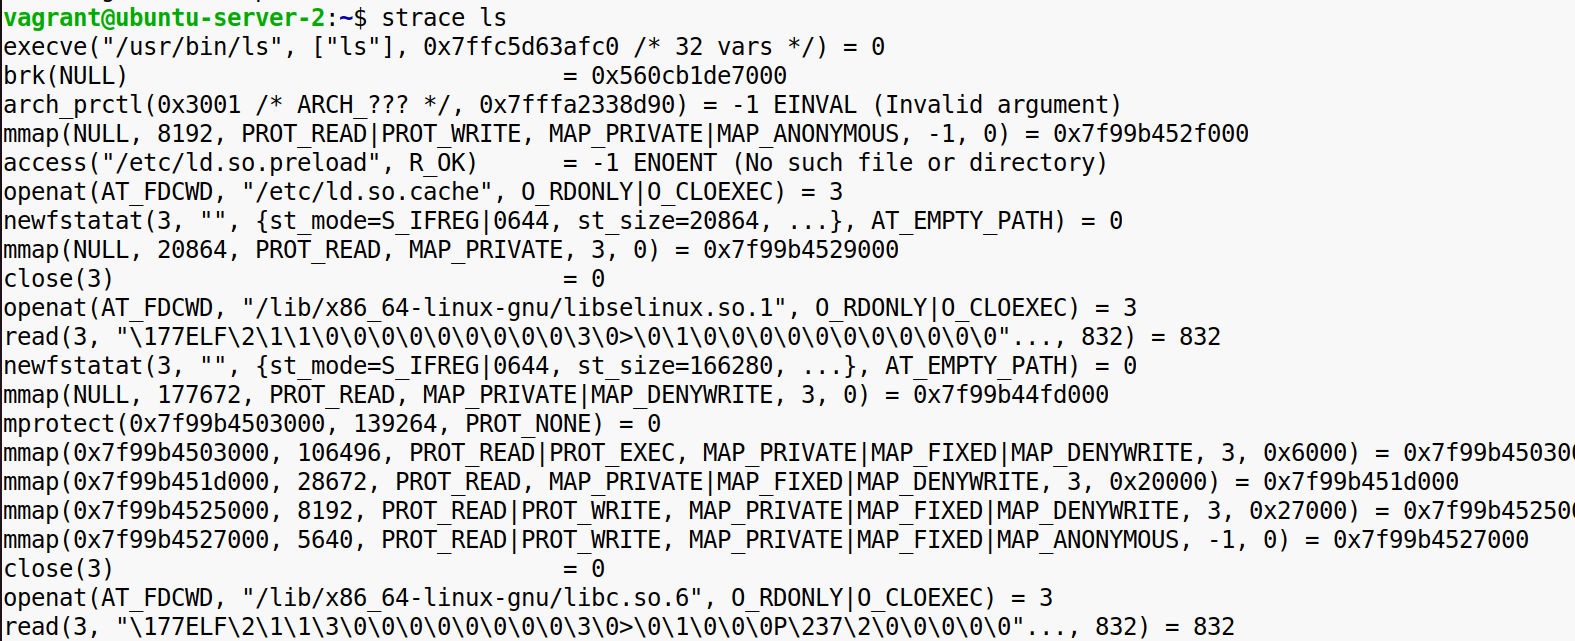 vagrant@ubuntu-server-2:~$ strace ls
execve("/usr/bin/ls", ["ls"], 0x7ffc5d63afc0 /* 32 vars */) = 0
brk(NULL)                               = 0x560cb1de7000
arch_prctl(0x3001 /* ARCH_??? */, 0x7fffa2338d90) = -1 EINVAL (Invalid argument)
mmap(NULL, 8192, PROT_READ|PROT_WRITE, MAP_PRIVATE|MAP_ANONYMOUS, -1, 0) = 0x7f99b452f000
access("/etc/ld.so.preload", R_OK)      = -1 ENOENT (No such file or directory)
openat(AT_FDCWD, "/etc/ld.so.cache", O_RDONLY|O_CLOEXEC) = 3
newfstatat(3, "", {st_mode=S_IFREG|0644, st_size=20864, ...}, AT_EMPTY_PATH) = 0
mmap(NULL, 20864, PROT_READ, MAP_PRIVATE, 3, 0) = 0x7f99b4529000
close(3)                                = 0
openat(AT_FDCWD, "/lib/x86_64-linux-gnu/libselinux.so.1", O_RDONLY|O_CLOEXEC) = 3
read(3, "\177ELF\2\1\1\0\0\0\0\0\0\0\0\0\3\0>\0\1\0\0\0\0\0\0\0\0\0\0\0"..., 832) = 832
newfstatat(3, "", {st_mode=S_IFREG|0644, st_size=166280, ...}, AT_EMPTY_PATH) = 0
mmap(NULL, 177672, PROT_READ, MAP_PRIVATE|MAP_DENYWRITE, 3, 0) = 0x7f99b44fd000
mprotect(0x7f99b4503000, 139264, PROT_NONE) = 0
mmap(0x7f99b4503000, 106496, PROT_READ|PROT_EXEC, MAP_PRIVATE|MAP_FIXED|MAP_DENYWRITE, 3, 0x6000) = 0x7f99b450300
mmap(0x7f99b451d000, 28672, PROT_READ, MAP_PRIVATE|MAP_FIXED|MAP_DENYWRITE, 3, 0x20000) = 0x7f99b451d000
mmap(0x7f99b4525000, 8192, PROT_READ|PROT_WRITE, MAP_PRIVATE|MAP_FIXED|MAP_DENYWRITE, 3, 0x27000) = 0x7f99b452500
mmap(0x7f99b4527000, 5640, PROT_READ|PROT_WRITE, MAP_PRIVATE|MAP_FIXED|MAP_ANONYMOUS, -1, 0) = 0x7f99b4527000
close(3)                                = 0
openat(AT_FDCWD, "/lib/x86_64-linux-gnu/libc.so.6", O_RDONLY|O_CLOEXEC) = 3
read(3, "\177ELF\2\1\1\3\0\0\0\0\0\0\0\0\3\0>\0\1\0\0\0P\237\2\0\0\0\0\0"..., 832) = 832